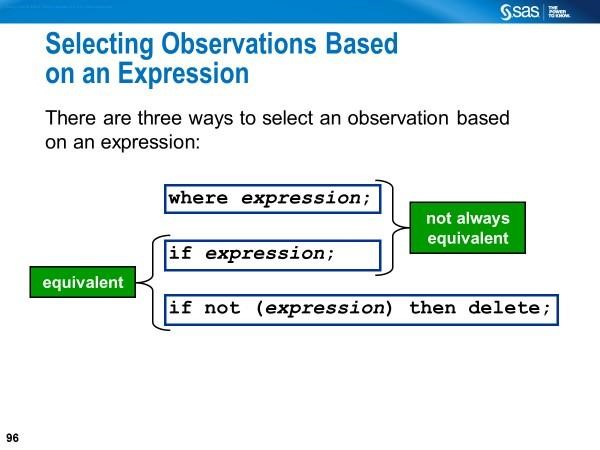 sas
THE
POWER
TO KNOW.
Selecting Observations Based
on an Expression
There are three ways to select an observation based
on an expression:
where expression;
not always
equivalent
if expression;
equivalent
if not (expression) then delete;
96